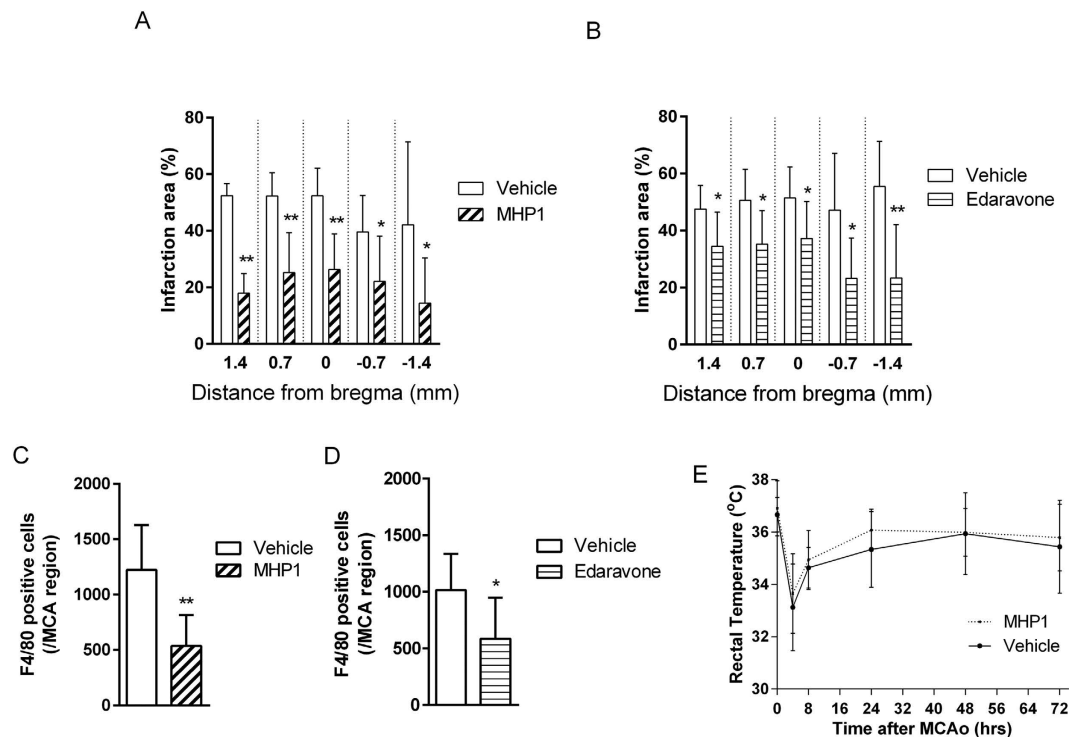 A
Infarction area (%)
80
60
40
20
0
** ** ** * *
Vehicle
MHP1
1.4 0.7 0 -0.7 -1.4
Distance from bregma (mm)
B
Infarction area (%)
80
60
40
20
0
* * * * **
Vehicle
Edaravone
1.4 0.7 0 -0.7 -1.4
Distance from bregma (mm)
C
F4/80 positive cells
(/MCA region)
2000
1500
1000
500
0
**
Vehicle
MHP1
D
F4/80 positive cells
(/MCA region)
2000
1500
1000
500
0
*
Vehicle
Edaravone
E
Rectal Temperature (°C)
38
36
34
32
30
MHP1
Vehicle
0 8 16 24 32 40 48 56 64 72
Time after MCAo (hrs)